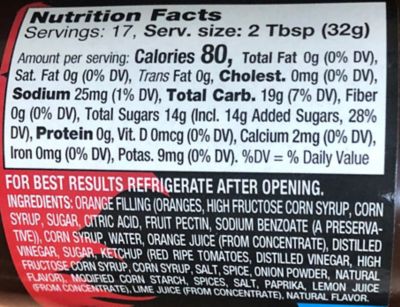 Nutrition Facts
Servings: 17, Serv. size: 2 Tbsp (32g)
Amount per serving: Calories 80, Total Fat 0g (0% DV),
Sat. Fat 0g (0% DV), Trans Fat 0g, Cholest. 0mg (0% DV),
Sodium 25mg (1% DV), Total Carb. 19g (7% DV), Fiber
0g (0% DV), Total Sugars 14g (Incl. 14g Added Sugars, 28%
DV), Protein 0g, Vit. D 0mcg (0% DV), Calcium 2mg (0% DV),
Iron 0mg (0% DV), Potas. 9mg (0% DV). %DV = % Daily Value
FOR BEST RESULTS REFRIGERATE AFTER OPENING.
INGREDIENTS: ORANGE FILLING (ORANGES, HIGH FRUCTOSE CORN SYRUP, CORN
SYRUP, SUGAR, CITRIC ACID, FRUIT PECTIN, SODIUM BENZOATE (A PRESERVA-
TIVE)), CORN SYRUP, WATER, ORANGE JUICE (FROM CONCENTRATE), DISTILLED
VINEGAR, SUGAR, KETCHUP (RED RIPE TOMATOES, DISTILLED VINEGAR, HIGH
FRUCTOSE CORN SYRUP, CORN SYRUP, SALT, SPICE, ONION POWDER, NATURAL
FLAVOR), MODIFIED CORN STARCH, SPICES, SALT, PAPRIKA, LEMON JUICE
(FROM CONCENTRATE), LIME JUICE (FROM CONCENTRATE), NATURAL FLAVOR.